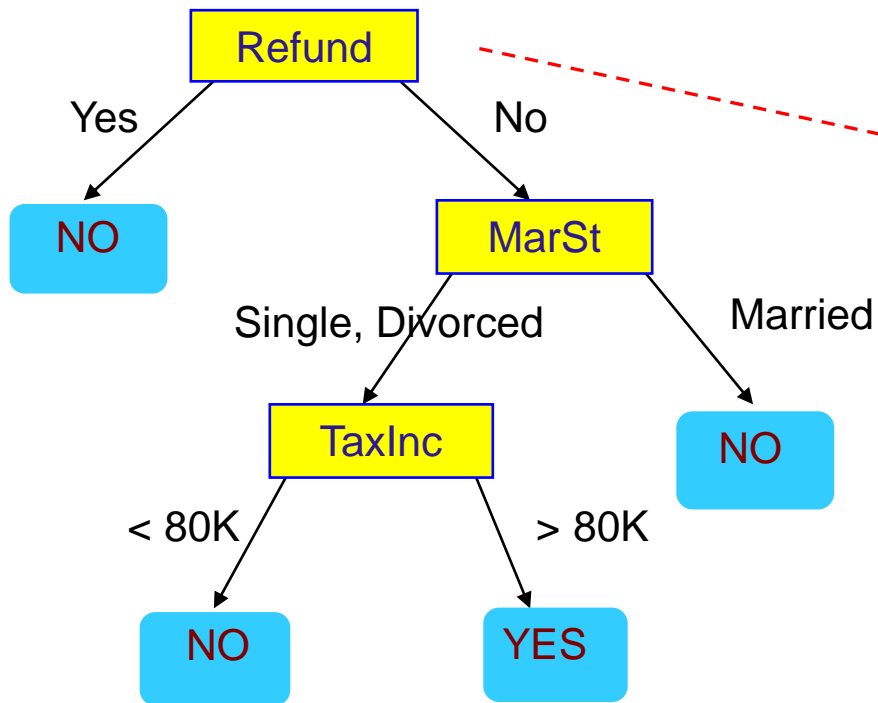 Refund
Yes
No
NO
MarSt
Single, Divorced
Married
TaxInc
NO
< 80K
> 80K
NO
YES